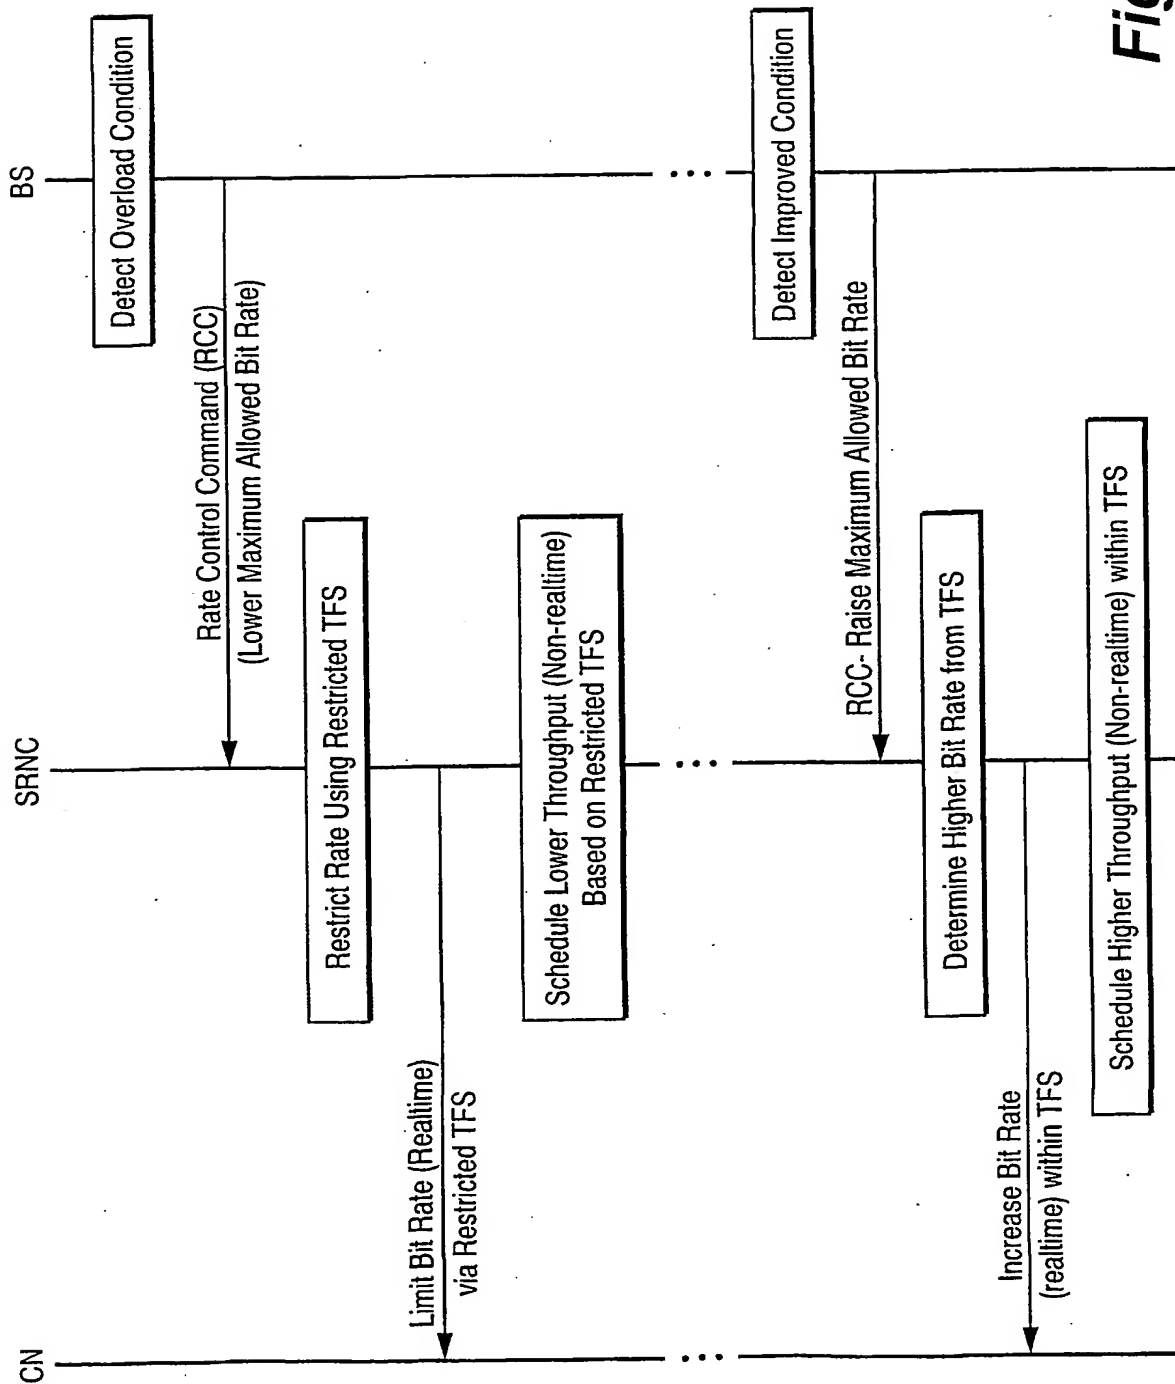 CN
SRNC
BS
Detect Overload Condition
Rate Control Command (RCC)
(Lower Maximum Allowed Bit Rate)
Restrict Rate Using Restricted TFS
Limit Bit Rate (Realtime)
via Restricted TFS
Schedule Lower Throughput (Non-realtime)
Based on Restricted TFS
Detect Improved Condition
RCC- Raise Maximum Allowed Bit Rate
Determine Higher Bit Rate from TFS
Increase Bit Rate
(realtime) within TFS
Schedule Higher Throughput (Non-realtime) within TFS
Fig